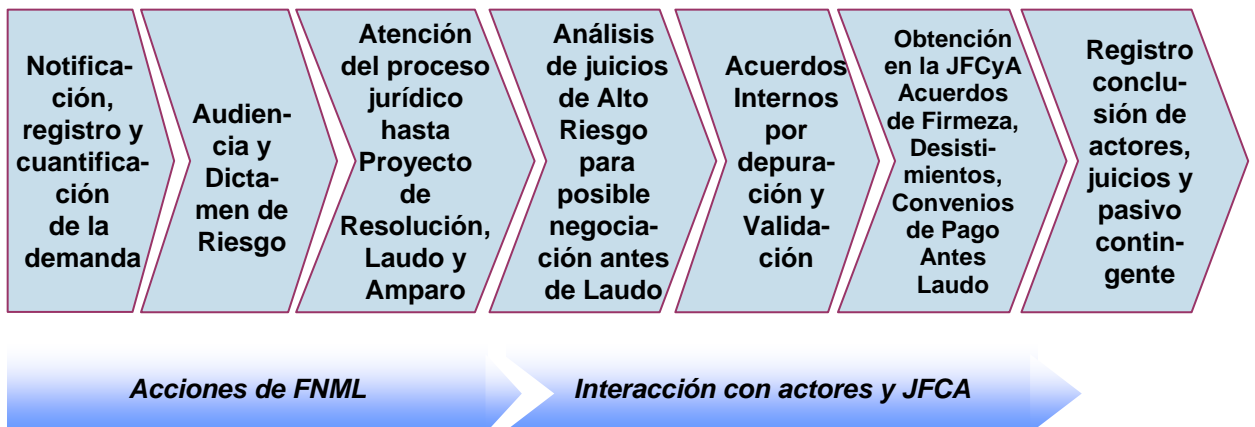 Notifica-
ción,
registro y
cuantifica-
ción
de la
demanda
Audien-
cia y
Dicta-
men de
Riesgo
Atención
del proceso
jurídico
hasta
Proyecto
de
Resolución,
Laudo y
Amparo
Análisis
de juicios
de Alto
Riesgo
para
posible
negocia-
ción antes
de Laudo
Acuerdos
Internos
por
depura-
ción y
Valida-
ción
Obtención
en la JFCyA
Acuerdos
de Firmeza,
Desisti-
mientos,
Convenios
de Pago
Antes
Laudo
Registro
conclu-
sión de
actores,
juicios y
pasivo
contin-
gente
Acciones de FNML
Interacción con actores y JFCA